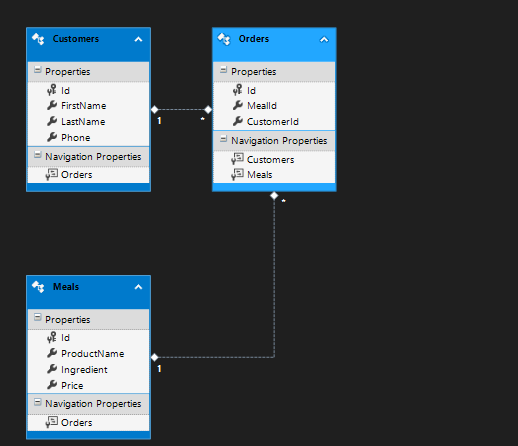 Customers
Properties
Id
FirstName
LastName
Phone
Navigation Properties
Orders
1
*
Orders
Properties
Id
MealId
CustomerId
Navigation Properties
Customers
Meals
*
Meals
Properties
Id
ProductName
Ingredient
Price
Navigation Properties
Orders
1